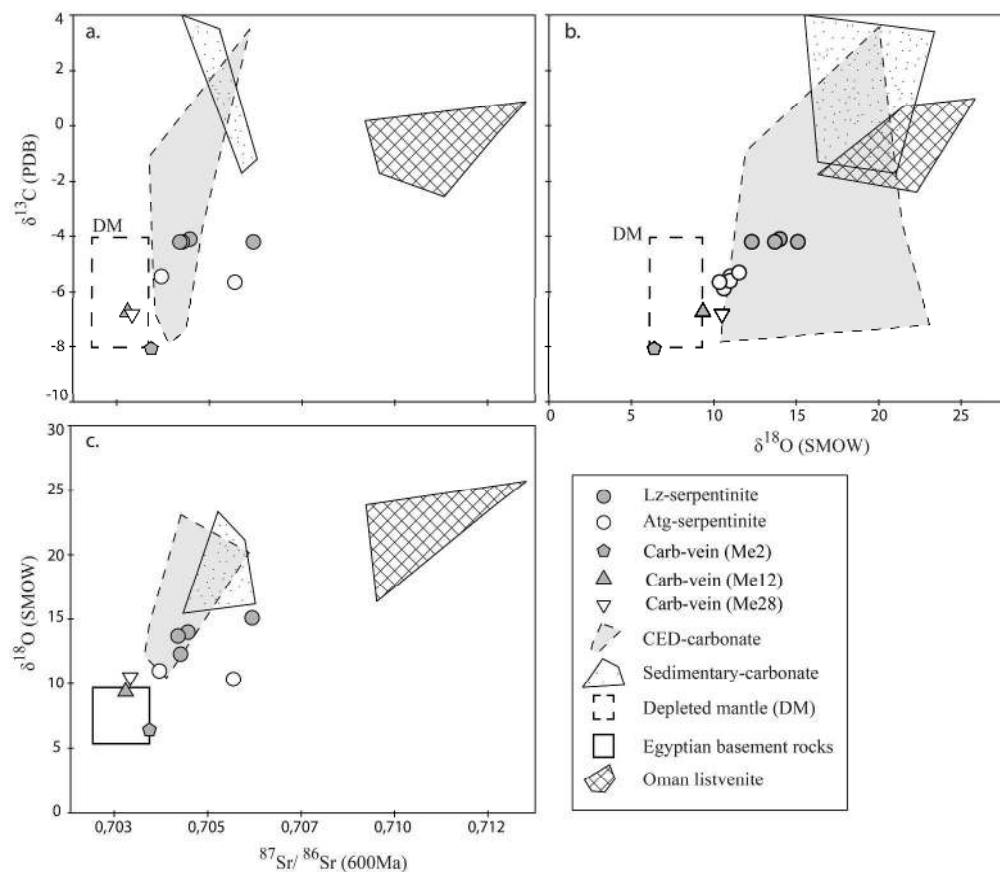 a.
4
2
0
-2
-4
-6
-8
-10
δ13C (PDB)
DM
b.
DM
0
5
10
15
20
25
δ18O (SMOW)
c.
30
25
20
15
10
5
0
δ18O (SMOW)
0,703
0,705
0,707
0,710
0,712
87Sr/ 86Sr (600Ma)
Lz-serpentinite
Atg-serpentinite
Carb-vein (Me2)
Carb-vein (Me12)
Carb-vein (Me28)
CED-carbonate
Sedimentary-carbonate
Depleted mantle (DM)
Egyptian basement rocks
Oman listvenite